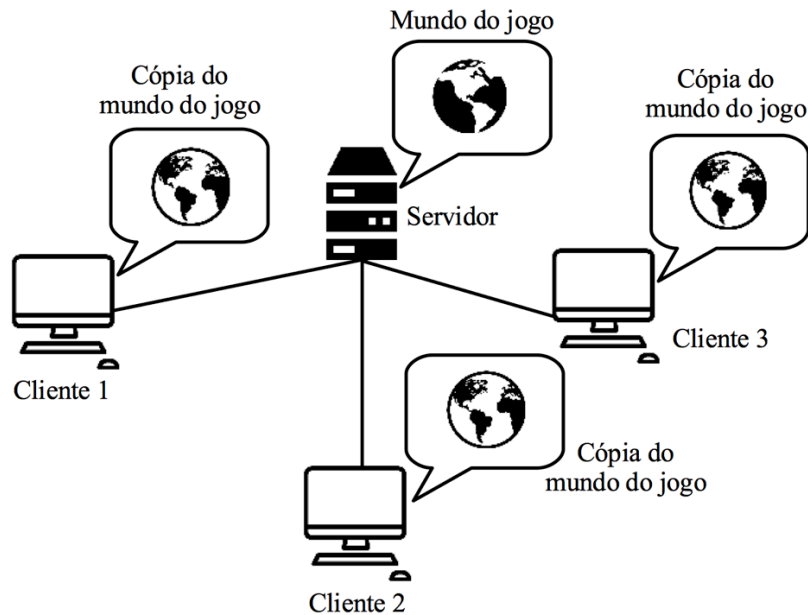 Mundo do jogo
Cópia do
mundo do jogo
Cópia do
mundo do jogo
Servidor
Cliente 3
Cliente 1
Cópia do
mundo do jogo
Cliente 2